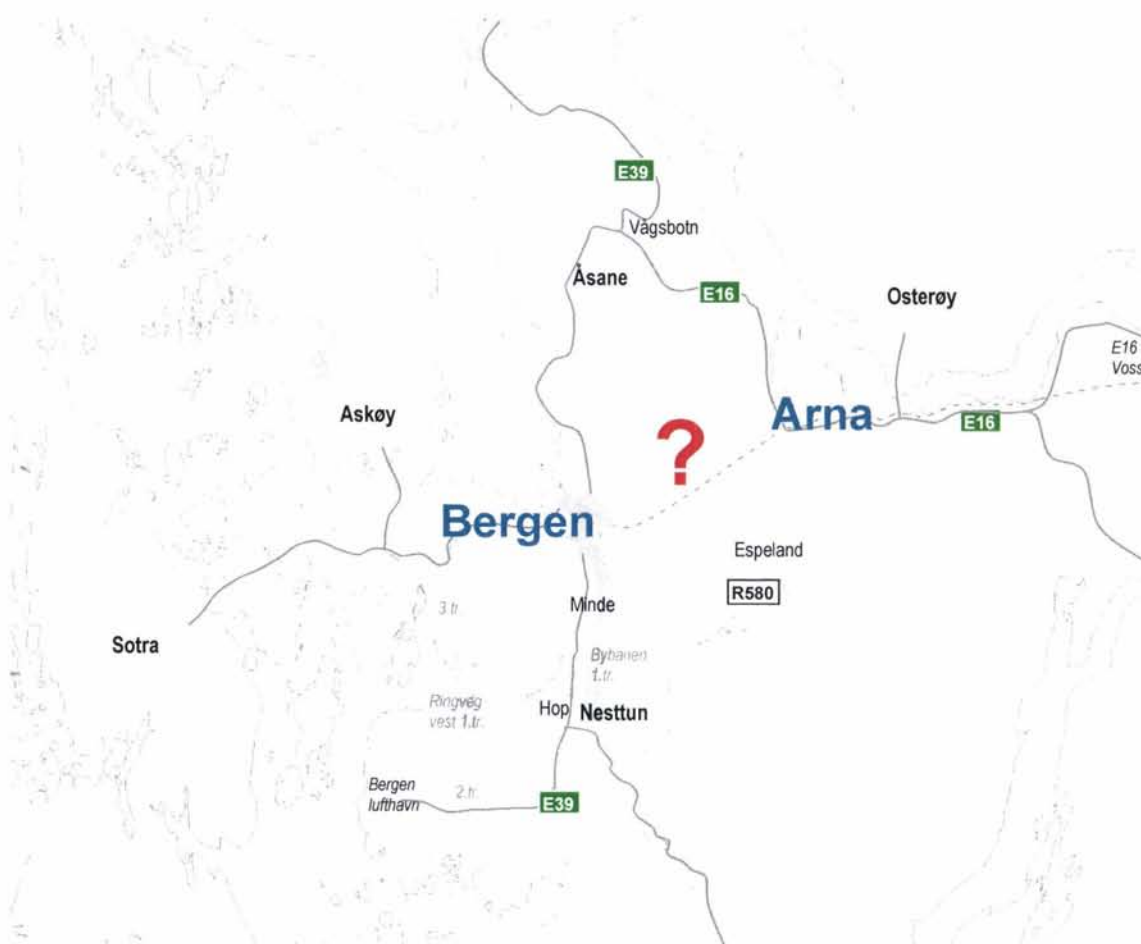 E39
Vågsbotn
Åsane
E16
Osterøy
E16
Voss
Askøy
Arna
E16
?
Bergen
Espeland
R580
Minde
3.tr.
Sotra
Bybanen
1.tr.
Ringveg
vest 1.tr.
Hop
Nesttun
Bergen
lufthavn
2.tr.
E39